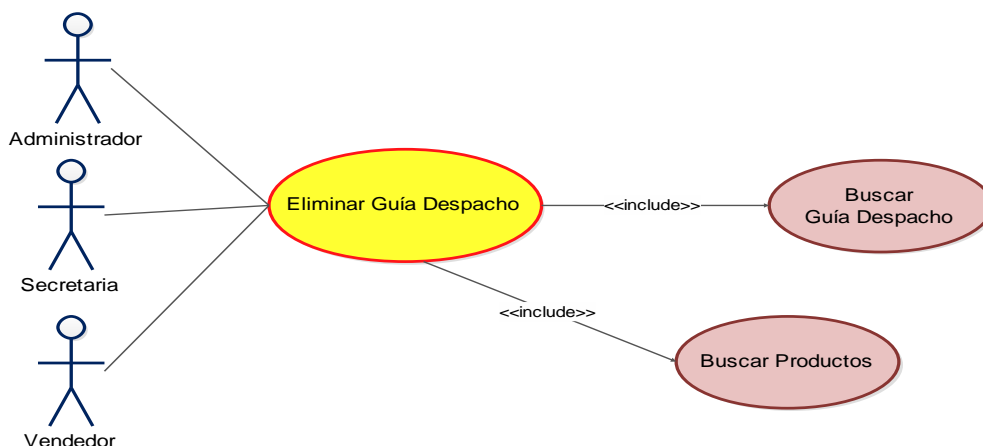 Administrador
Secretaria
Vendedor
Eliminar Guía Despacho
<<include>>
Buscar
Guía Despacho
<<include>>
Buscar Productos